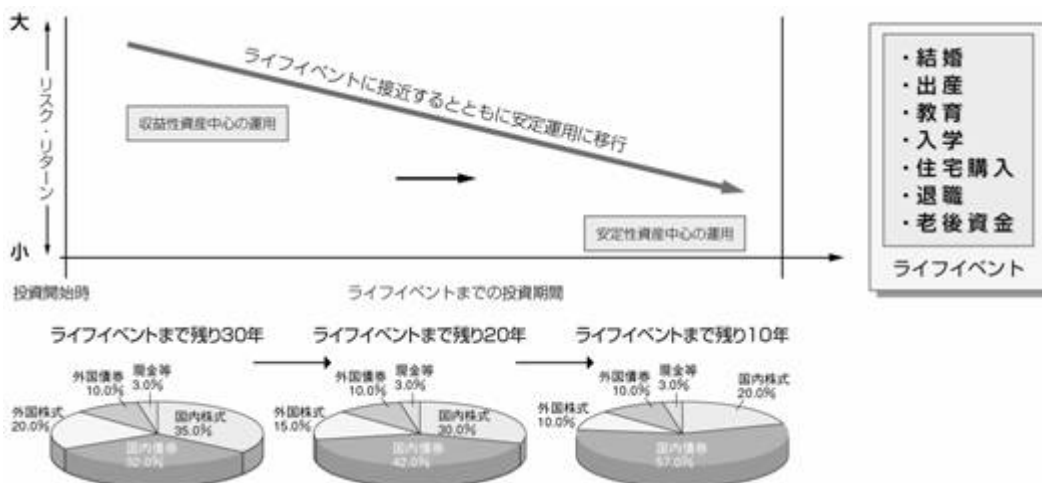 大
リスク・リターン
小
ライフイベントに接近するとともに安定運用に移行
収益性資産中心の運用
安定性資産中心の運用
投資開始時
ライフイベントまでの投資期間
・結婚
・出産
・教育
・入学
・住宅購入
・退職
・老後資金
ライフイベント
ライフイベントまで残り30年
外国債券
10.0%
現金等
3.0%
外国株式
20.0%
国内株式
35.0%
国内債券
32.0%
ライフイベントまで残り20年
外国債券
10.0%
現金等
3.0%
外国株式
15.0%
国内株式
30.0%
国内債券
42.0%
ライフイベントまで残り10年
外国債券
10.0%
現金等
3.0%
国内株式
20.0%
外国株式
10.0%
国内債券
57.0%